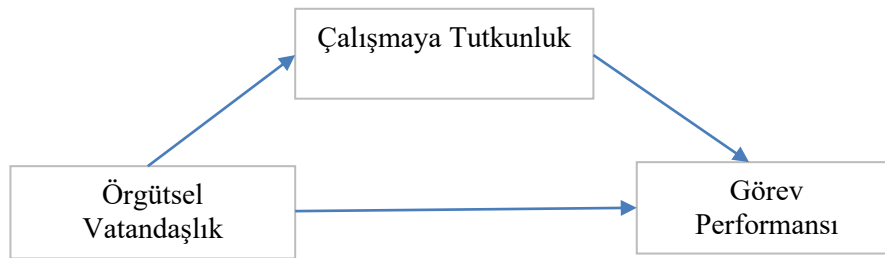 Çalışmaya Tutkunluk
Örgütsel
Vatandaşlık
Görev
Performansı